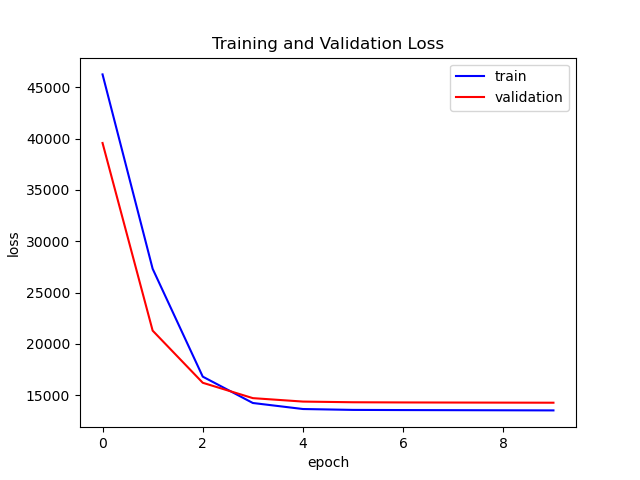 Training and Validation Loss
train
validation
loss
45000
40000
35000
30000
25000
20000
15000
0 2 4 6 8
epoch